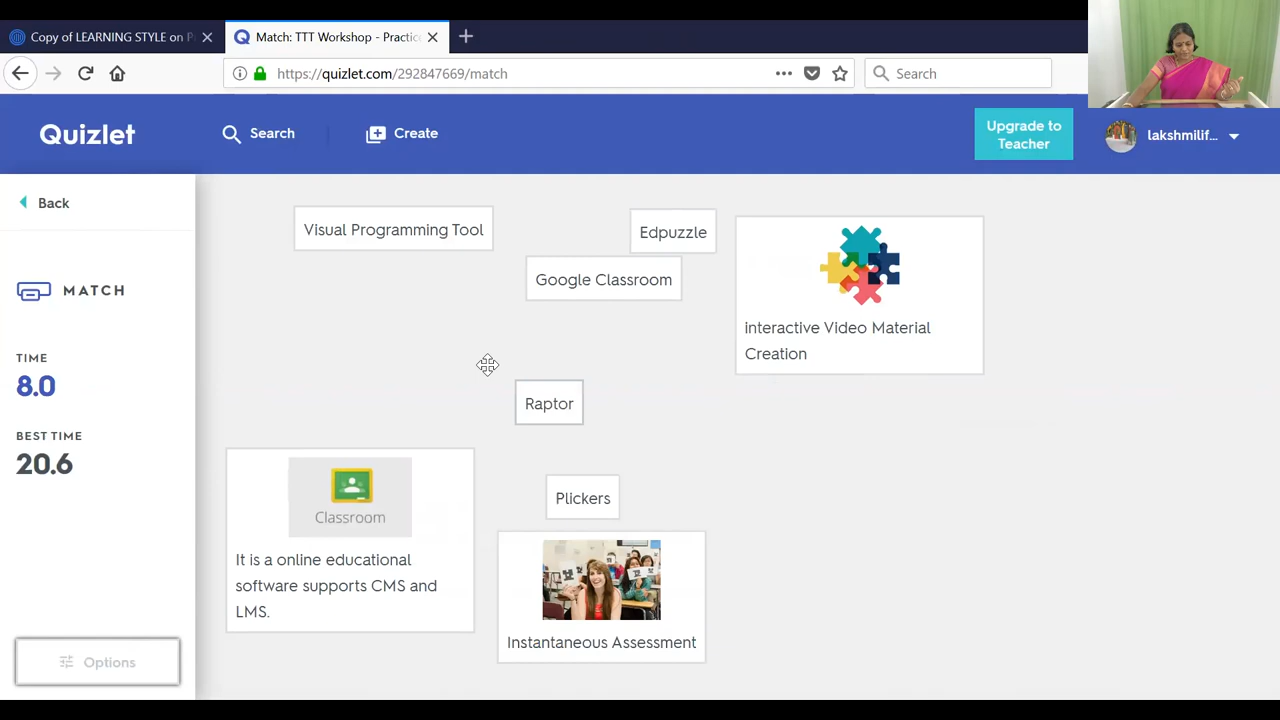 Copy of LEARNING STYLE on P
Match: TTT Workshop - Practice
https://quizlet.com/292847669/match
Search
Quizlet
Search
Create
Upgrade to
Teacher
lakshmilif...
Back
MATCH
TIME
8.0
BEST TIME
20.6
Options
Visual Programming Tool
Edpuzzle
Google Classroom
interactive Video Material
Creation
Raptor
Classroom
It is a online educational
software supports CMS and
LMS.
Plickers
Instantaneous Assessment